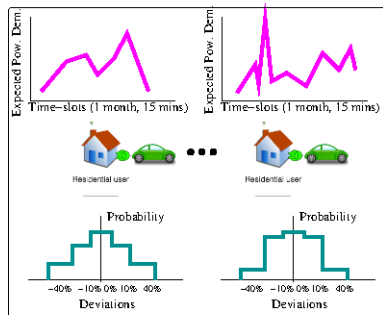 Expected Pow. Dem.
Expected Pow. Dem.
Time-slots (1 month, 15 mins)
Time-slots (1 month, 15 mins)
Residential user
Residential user
Probability
Probability
-40% -10% 0% 10% 40%
-40% -10% 0% 10% 40%
Deviations
Deviations